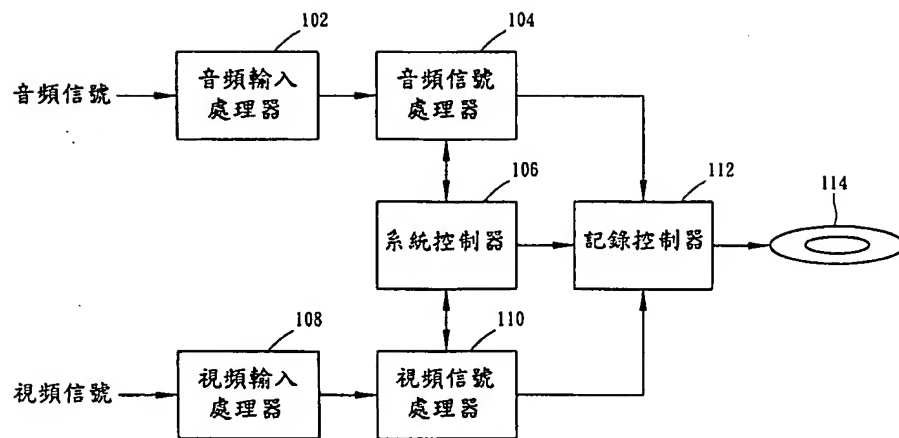 102
104
音頻信號
音頻輸入
處理器
音頻信號
處理器
106
112
114
系統控制器
記錄控制器
108
110
視頻信號
視頻輸入
處理器
視頻信號
處理器